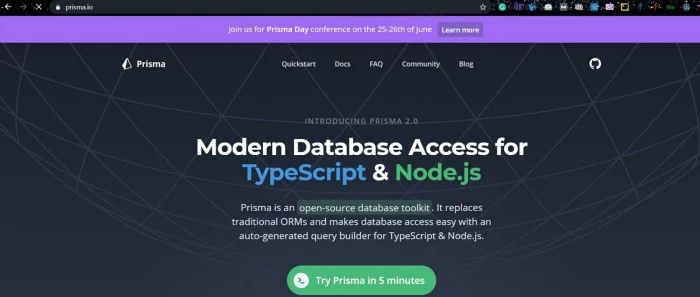 prisma.io
Join us for Prisma Day conference on the 25-26th of June Learn more
Prisma Quickstart Docs FAQ Community Blog
INTRODUCING PRISMA 2.0
Modern Database Access for
TypeScript & Node.js
Prisma is an open-source database toolkit. It replaces
traditional ORMs and makes database access easy with an
auto-generated query builder for TypeScript & Node.js.
Try Prisma in 5 minutes